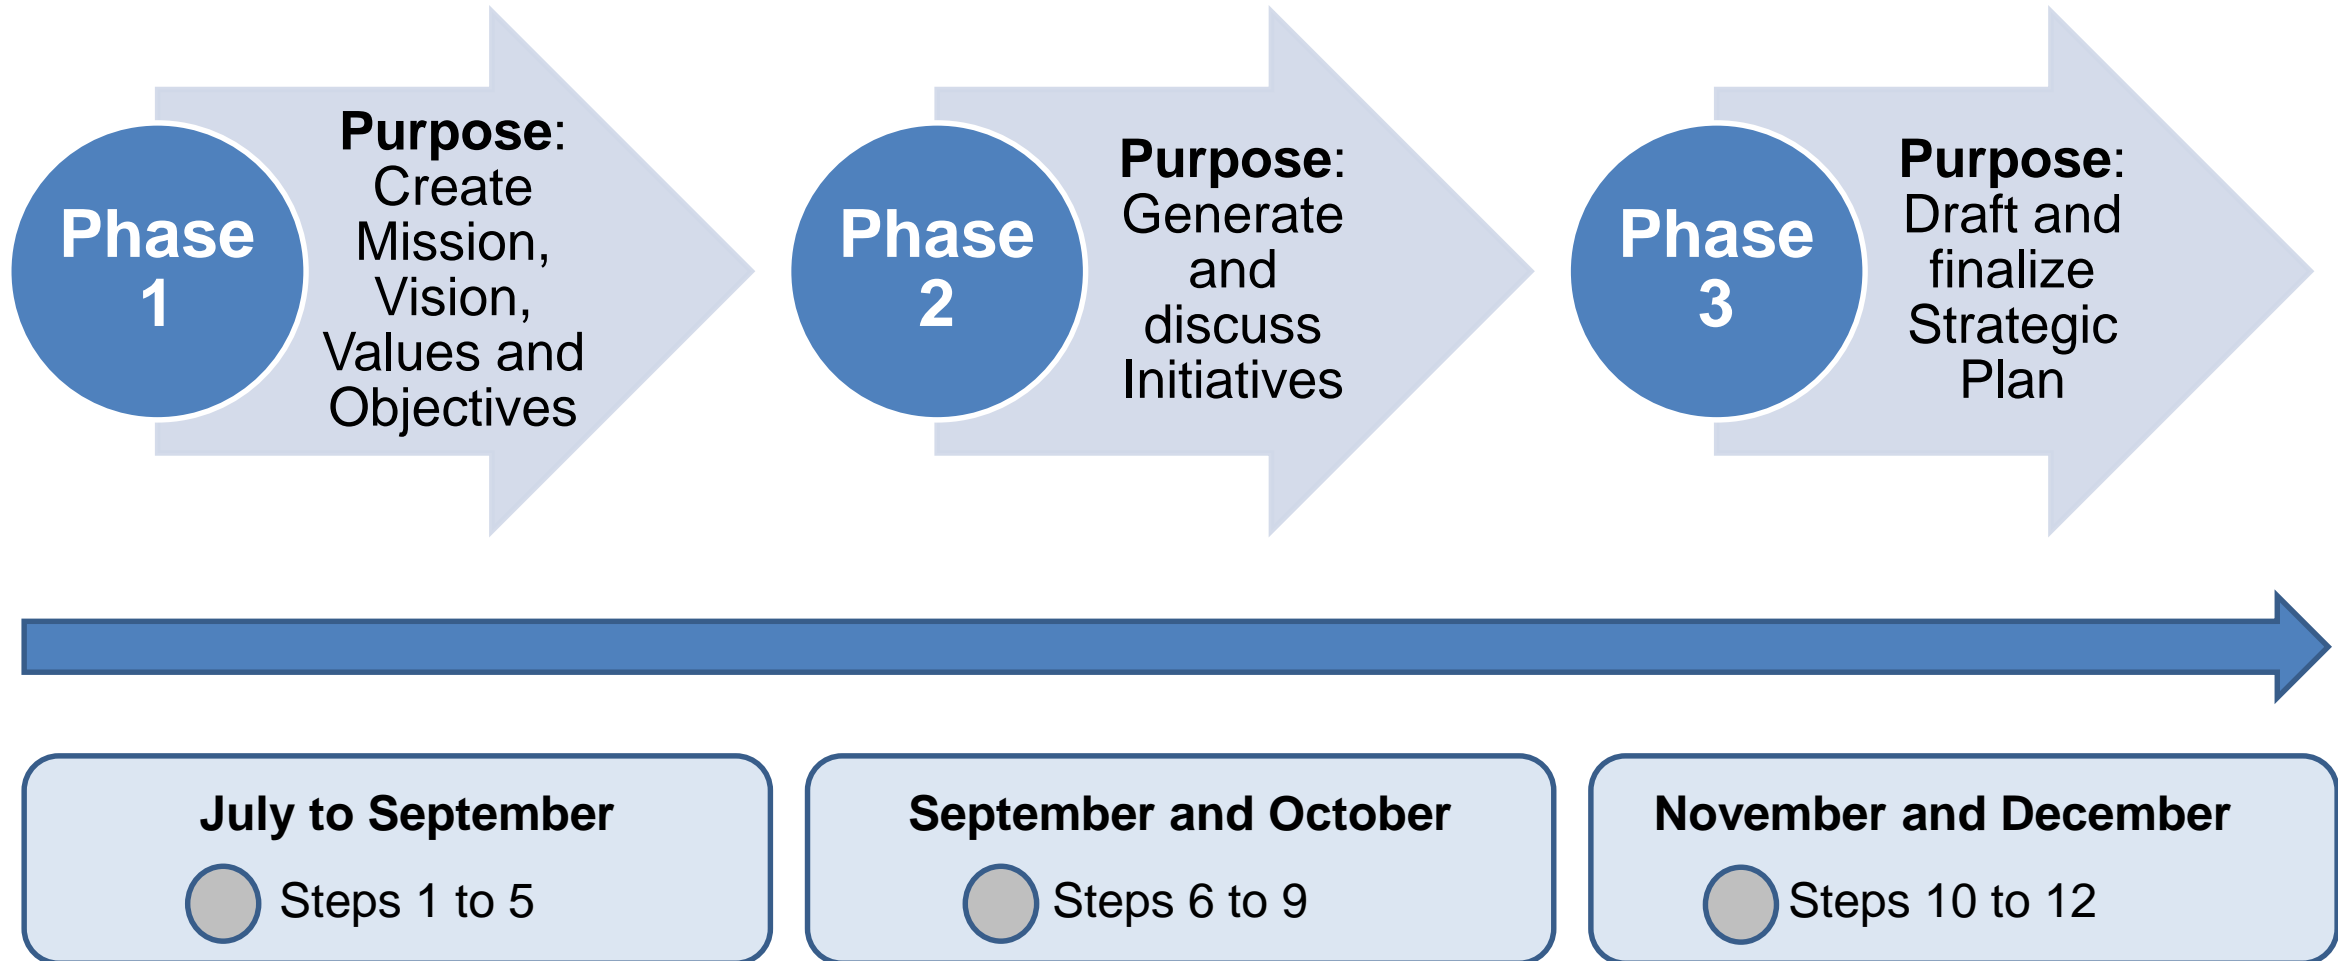 Phase
1
Purpose:
Create
Mission,
Vision,
Values and
Objectives
Phase
2
Purpose:
Generate
and
discuss
Initiatives
Phase
3
Purpose:
Draft and
finalize
Strategic
Plan
July to September
Steps 1 to 5
September and October
Steps 6 to 9
November and December
Steps 10 to 12